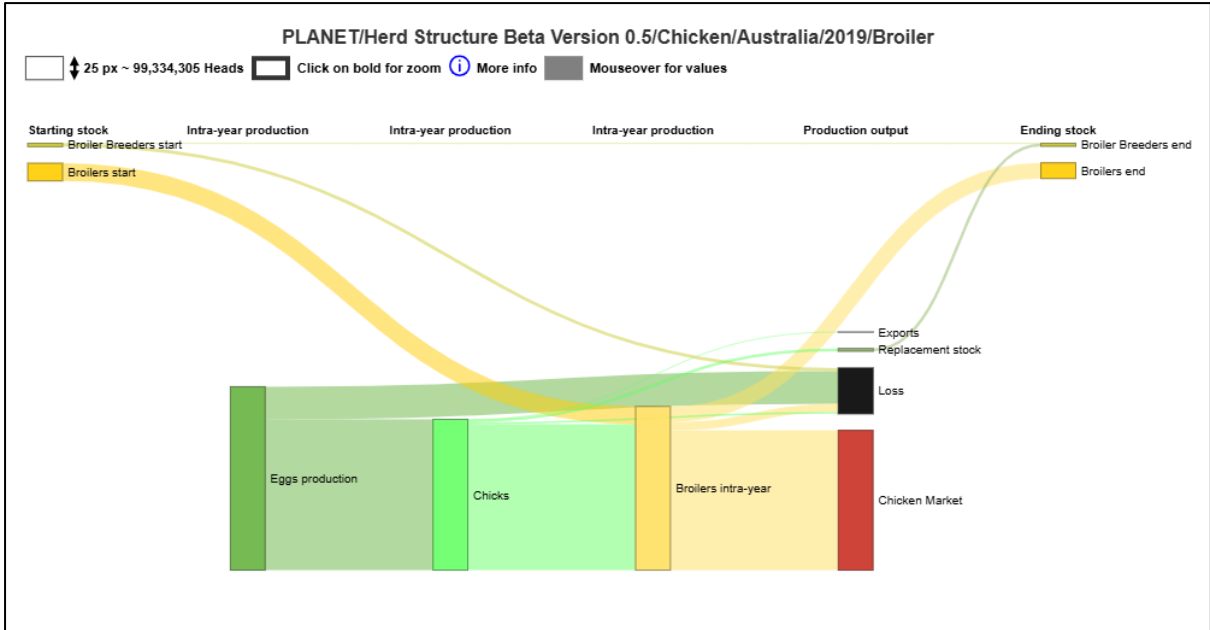 PLANET/Herd Structure Beta Version 0.5/Chicken/Australia/2019/Broiler
25 px ~ 99,334,305 Heads Click on bold for zoom i More info Mouseover for values
Starting stock Intra-year production Intra-year production Intra-year production Production output Ending stock
Broiler Breeders start Broiler Breeders end
Broilers start Broilers end
Exports
Replacement stock
Loss
Eggs production Chicks Broilers intra-year Chicken Market